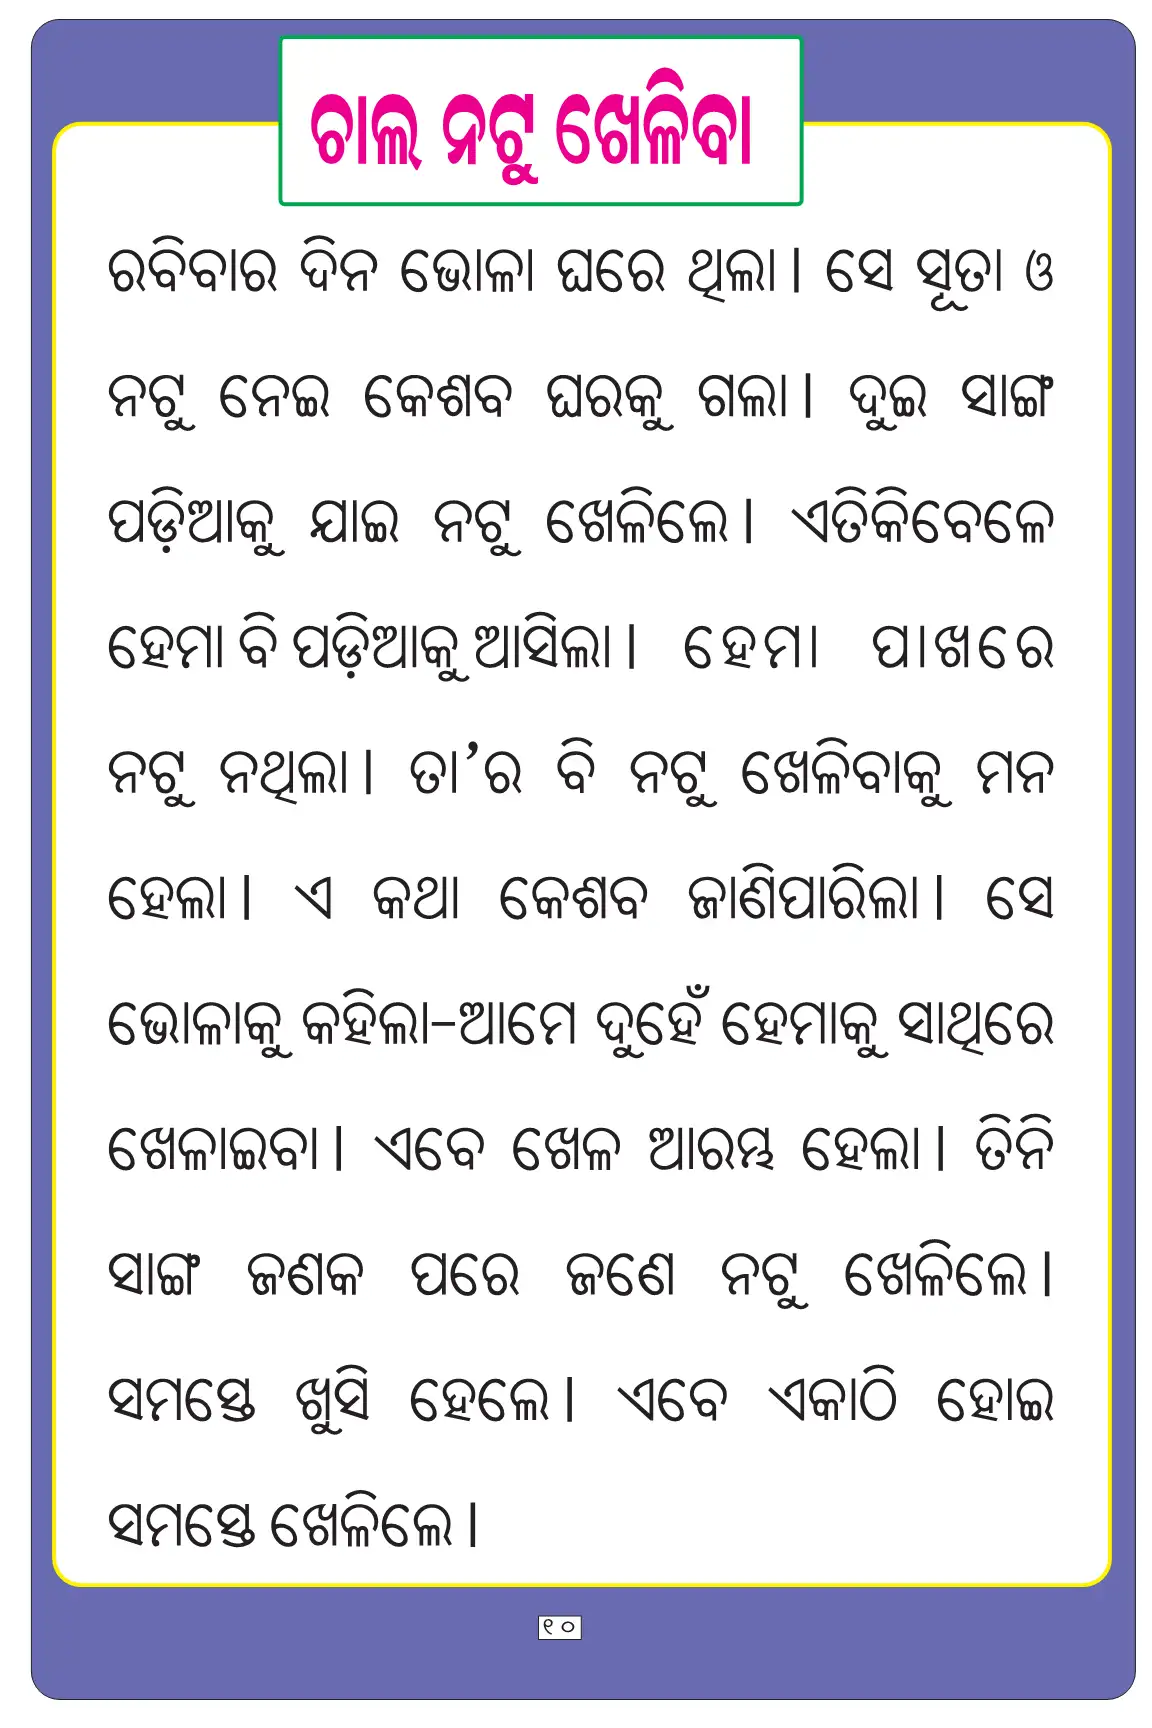 ଚାଲ ନଟୁ ଖେଳିବା
ରବିବାର ଦିନ ଭୋଳା ଘରେ ଥିଲା। ସେ ସୂତା ଓ
ନଟୁ ନେଇ କେଶବ ଘରକୁ ଗଲା। ଦୁଇ ସାଙ୍ଗ
ପଡ଼ିଆକୁ ଯାଇ ନଟୁ ଖେଳିଲେ। ଏତିକିବେଳେ
ହେମା ବି ପଡ଼ିଆକୁ ଆସିଲା। ହେମା ପାଖରେ
ନଟୁ ନଥିଲା। ତା’ର ବି ନଟୁ ଖେଳିବାକୁ ମନ
ହେଲା। ଏ କଥା କେଶବ ଜାଣିପାରିଲା। ସେ
ଭୋଳାକୁ କହିଲା-ଆମେ ଦୁହେଁ ହେମାକୁ ସାଥିରେ
ଖେଳାଇବା। ଏବେ ଖେଳ ଆରମ୍ଭ ହେଲା। ତିନି
ସାଙ୍ଗ ଜଣକ ପରେ ଜଣେ ନଟୁ ଖେଳିଲେ।
ସମସ୍ତେ ଖୁସି ହେଲେ। ଏବେ ଏକାଠି ହୋଇ
ସମସ୍ତେ ଖେଳିଲେ।
୧୦